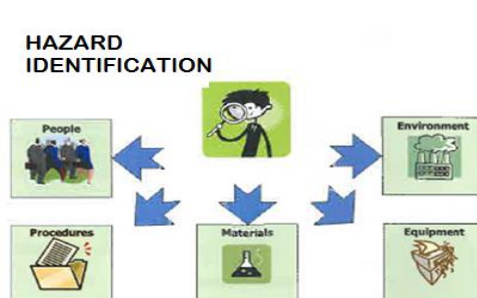 HAZARD
IDENTIFICATION
People
Environment
Procedures
Materials
Equipment